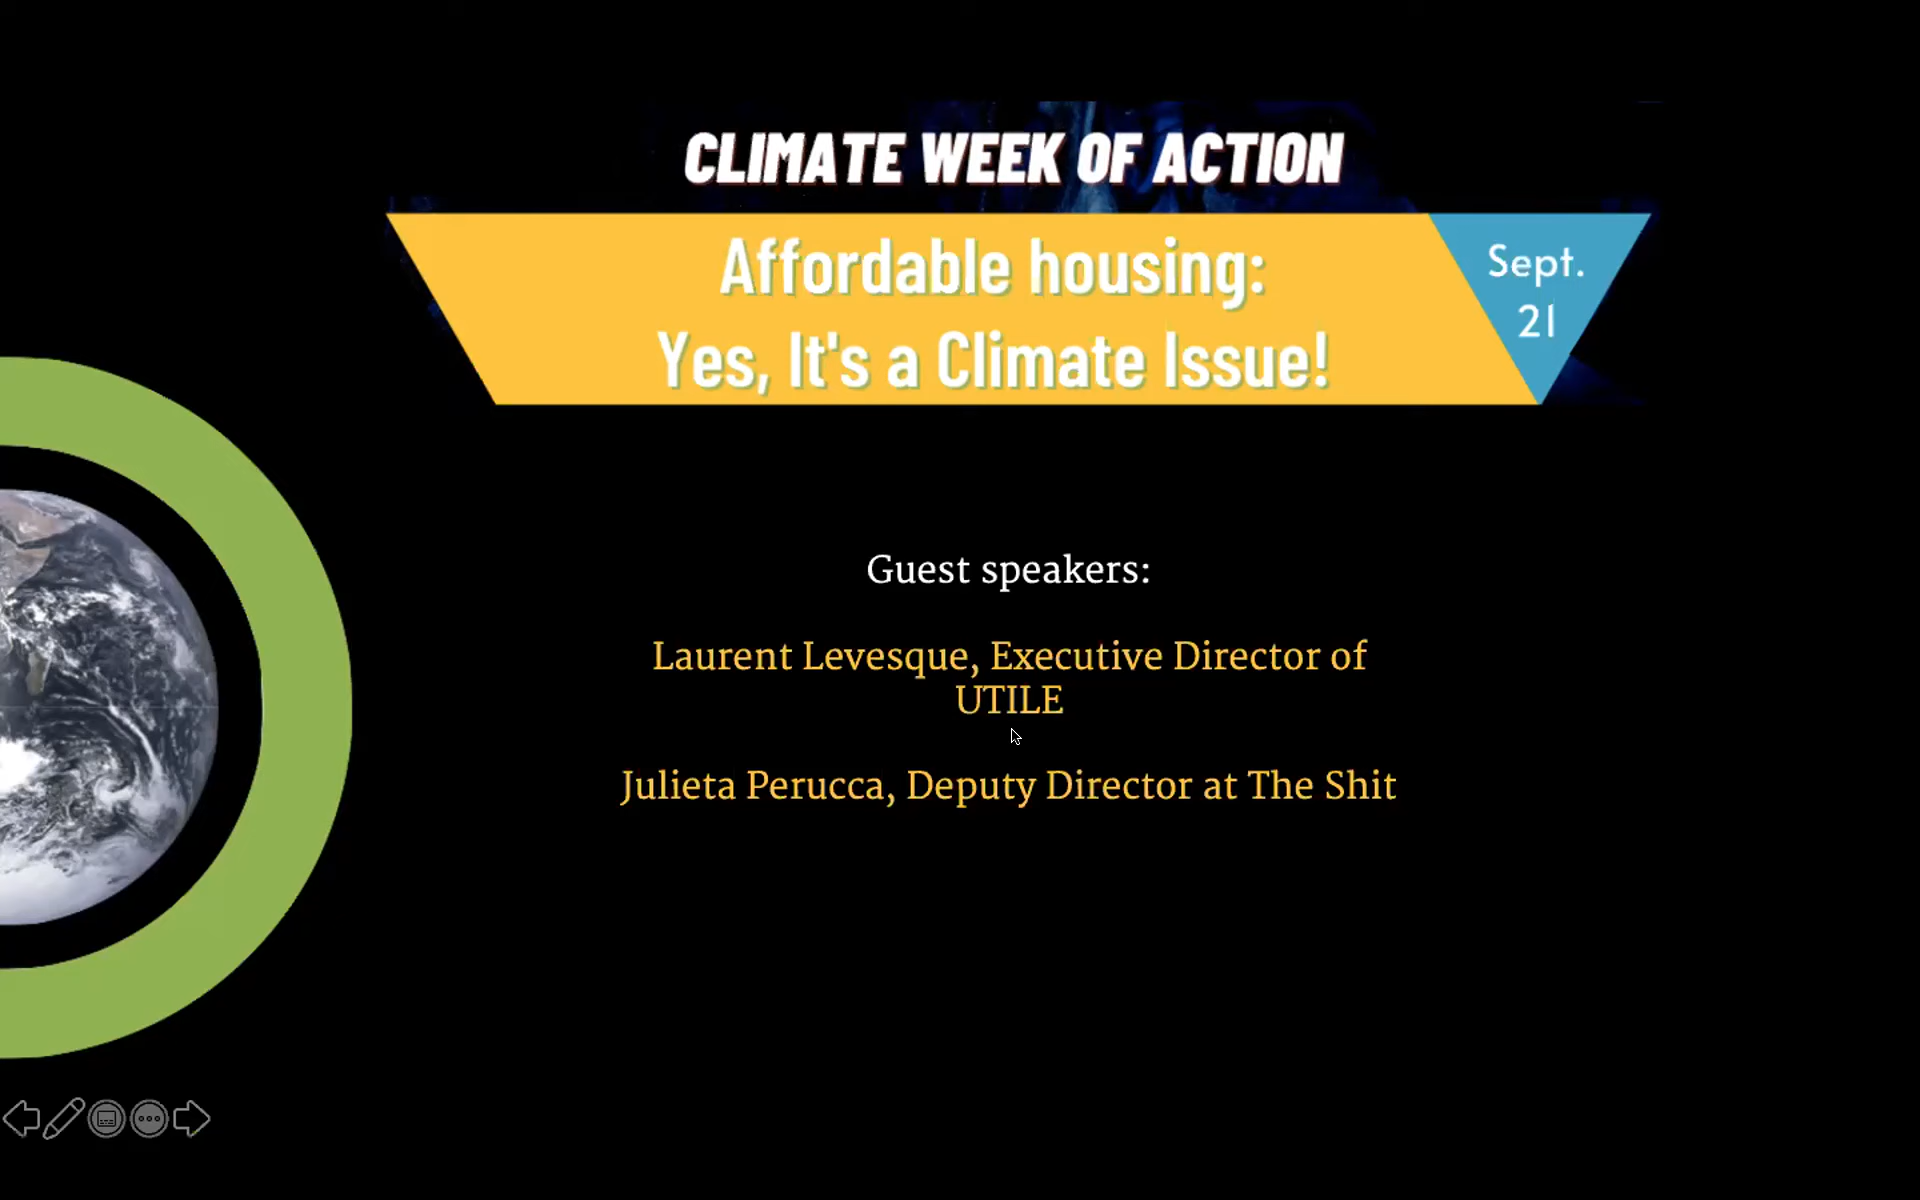 CLIMATE WEEK OF ACTION
Affordable housing:
Yes, It's a Climate Issue!
Sept.
21
Guest speakers:
Laurent Levesque, Executive Director of
UTILE
Julieta Perucca, Deputy Director at The Shit